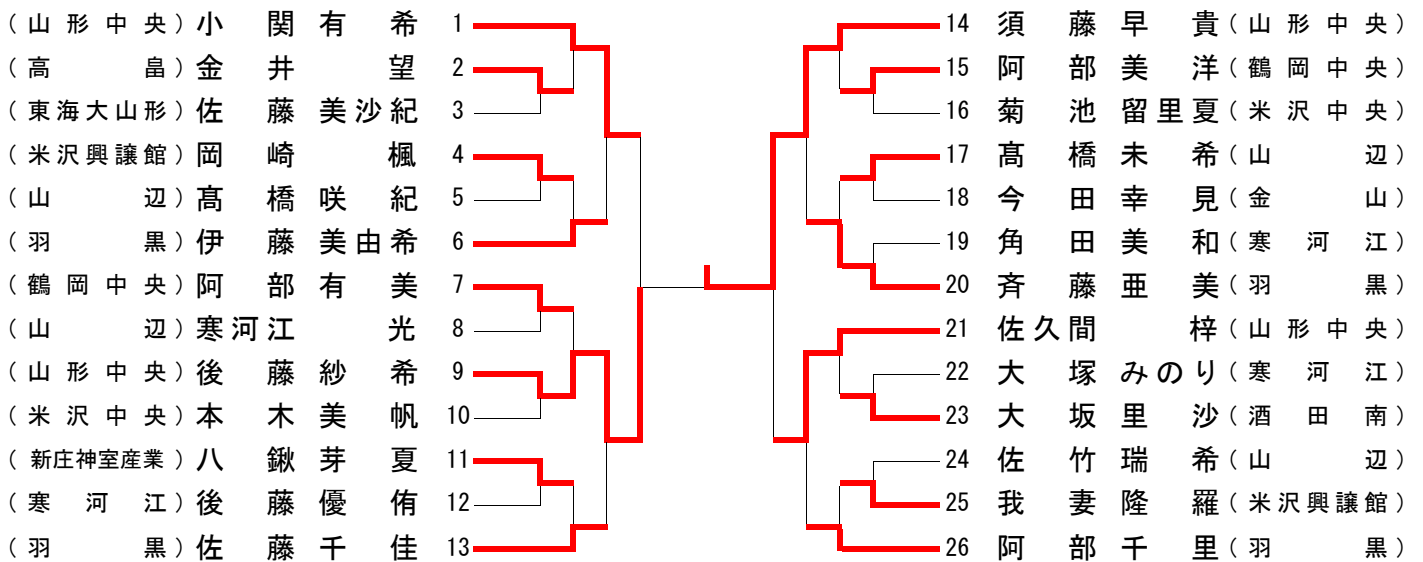 (山形中央) 小関有希 1
(高畠) 金井望 2
(東海大山形) 佐藤美沙紀 3
(米沢興譲館) 岡崎楓 4
(山辺) 髙橋咲紀 5
(羽黒) 伊藤美由希 6
(鶴岡中央) 阿部有美 7
(山辺) 寒河江光 8
(山形中央) 後藤紗希 9
(米沢中央) 本木美帆 10
(新庄神室産業) 八鍬芽夏 11
(寒河江) 後藤優侑 12
(羽黒) 佐藤千佳 13
14 須藤早貴 (山形中央)
15 阿部美洋 (鶴岡中央)
16 菊池留里夏 (米沢中央)
17 髙橋未希 (山辺)
18 今田幸見 (金山)
19 角田美和 (寒河江)
20 斉藤亜美 (羽黒)
21 佐久間梓 (山形中央)
22 大塚みのり (寒河江)
23 大坂里沙 (酒田南)
24 佐竹瑞希 (山辺)
25 我妻隆羅 (米沢興譲館)
26 阿部千里 (羽黒)